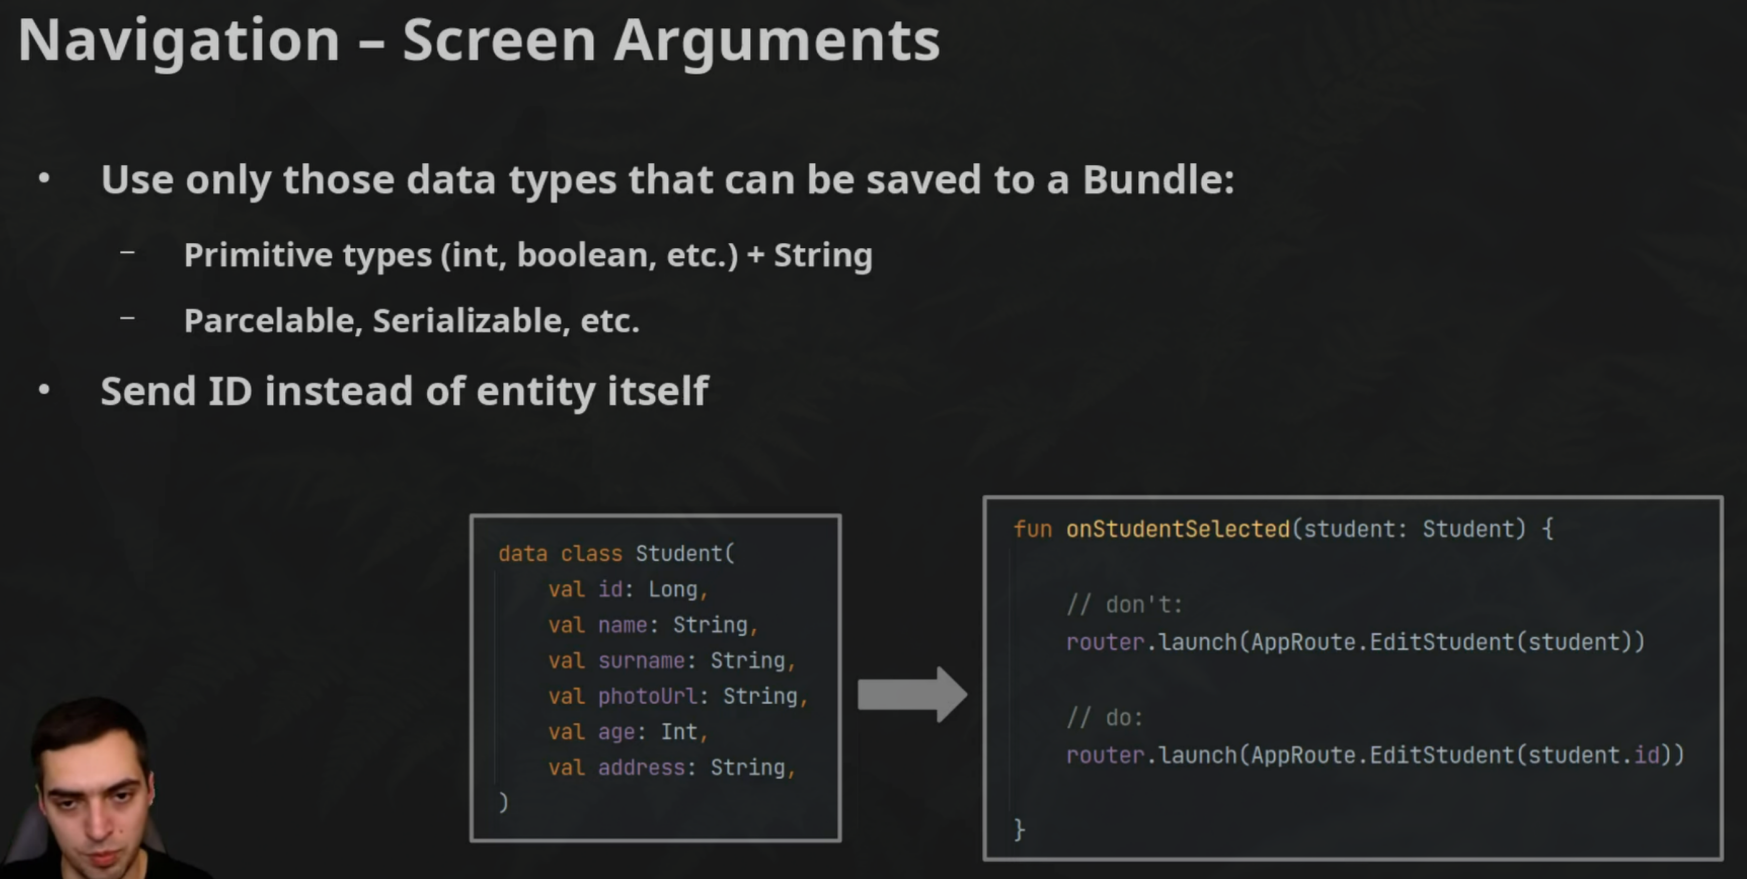 Navigation – Screen Arguments
• Use only those data types that can be saved to a Bundle:
– Primitive types (int, boolean, etc.) + String
– Parcelable, Serializable, etc.
• Send ID instead of entity itself
data class Student(
    val id: Long,
    val name: String,
    val surname: String,
    val photoUrl: String,
    val age: Int,
    val address: String,
)
fun onStudentSelected(student: Student) {
    // don't:
    router.launch(AppRoute.EditStudent(student))
    // do:
    router.launch(AppRoute.EditStudent(student.id))
}